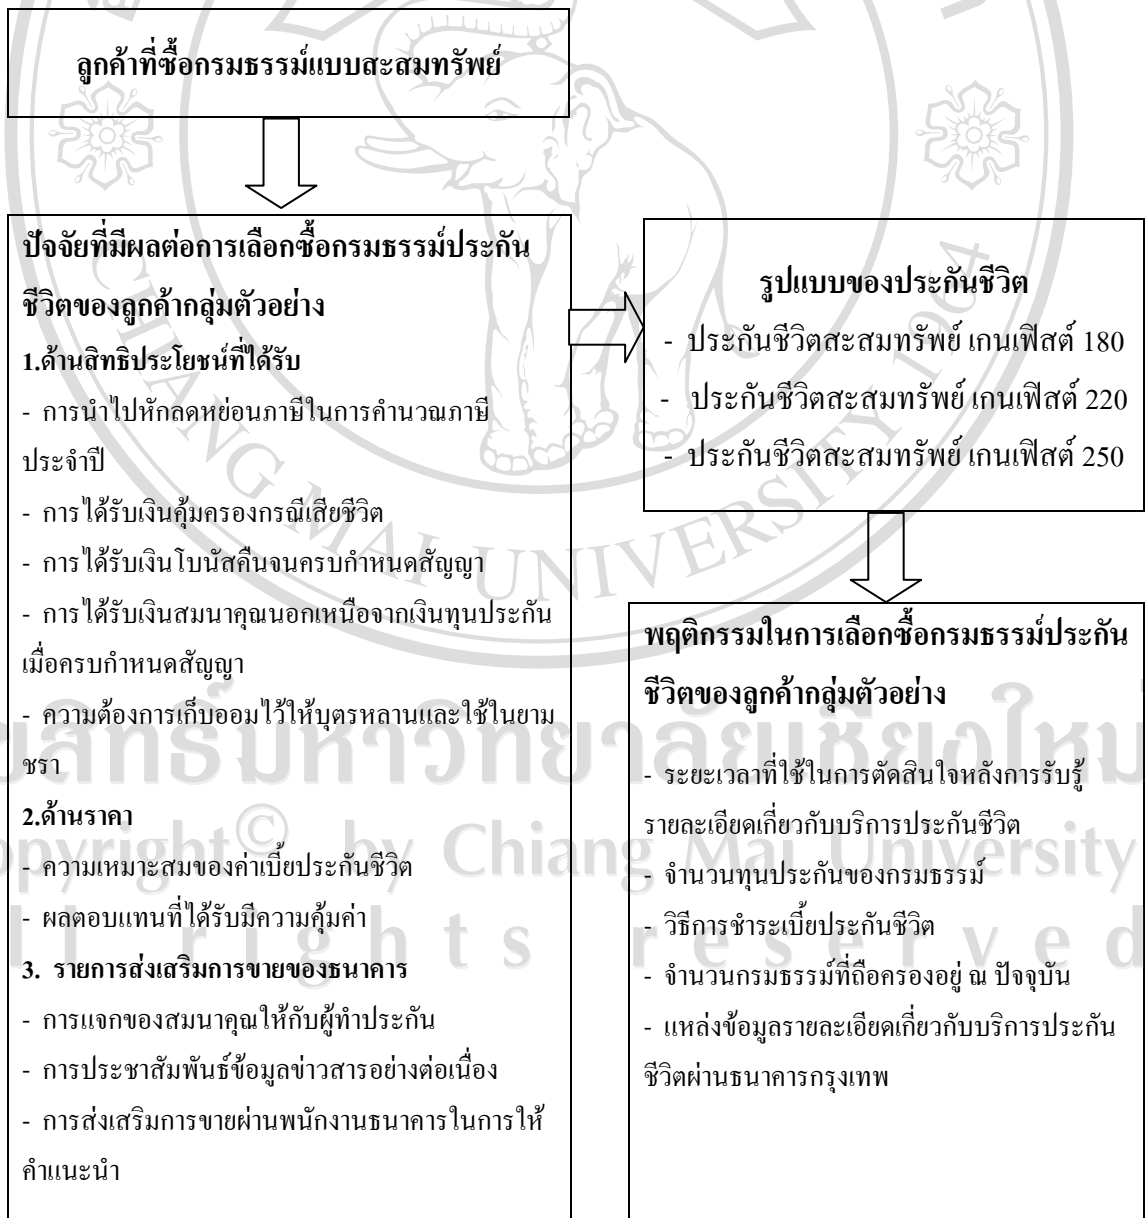 ลูกค้าที่ซื้อกรมธรรม์แบบสะสมทรัพย์
ปัจจัยที่มีผลต่อการเลือกซื้อกรมธรรม์ประกัน
ชีวิตของลูกค้ากลุ่มตัวอย่าง
1.ด้านสิทธิประโยชน์ที่ได้รับ
- การนำไปหักลดหย่อนภาษีในการคำนวณภาษี
ประจำปี
- การได้รับเงินคุ้มครองกรณีเสียชีวิต
- การได้รับเงินโบนัสคืนจนครบกำหนดสัญญา
- การได้รับเงินสมนาคุณนอกเหนือจากเงินทุนประกัน
เมื่อครบกำหนดสัญญา
- ความต้องการเก็บออมไว้ให้บุตรหลานและใช้ในยาม
ชรา
2.ด้านราคา
- ความเหมาะสมของค่าเบี้ยประกันชีวิต
- ผลตอบแทนที่ได้รับมีความคุ้มค่า
3. รายการส่งเสริมการขายของธนาคาร
- การแจกของสมนาคุณให้กับผู้ทำประกัน
- การประชาสัมพันธ์ข้อมูลข่าวสารอย่างต่อเนื่อง
- การส่งเสริมการขายผ่านพนักงานธนาคารในการให้
คำแนะนำ
รูปแบบของประกันชีวิต
- ประกันชีวิตสะสมทรัพย์ เกนเฟิสต์ 180
- ประกันชีวิตสะสมทรัพย์ เกนเฟิสต์ 220
- ประกันชีวิตสะสมทรัพย์ เกนเฟิสต์ 250
พฤติกรรมในการเลือกซื้อกรมธรรม์ประกัน
ชีวิตของลูกค้ากลุ่มตัวอย่าง
- ระยะเวลาที่ใช้ในการตัดสินใจหลังการรับรู้
รายละเอียดเกี่ยวกับบริการประกันชีวิต
- จำนวนทุนประกันของกรมธรรม์
- วิธีการชำระเบี้ยประกันชีวิต
- จำนวนกรมธรรม์ที่ถือครองอยู่ ณ ปัจจุบัน
- แหล่งข้อมูลรายละเอียดเกี่ยวกับบริการประกัน
ชีวิตผ่านธนาคารกรุงเทพ
CHIANG MAI UNIVERSITY 1964
by Chiang Mai University
rights reserved